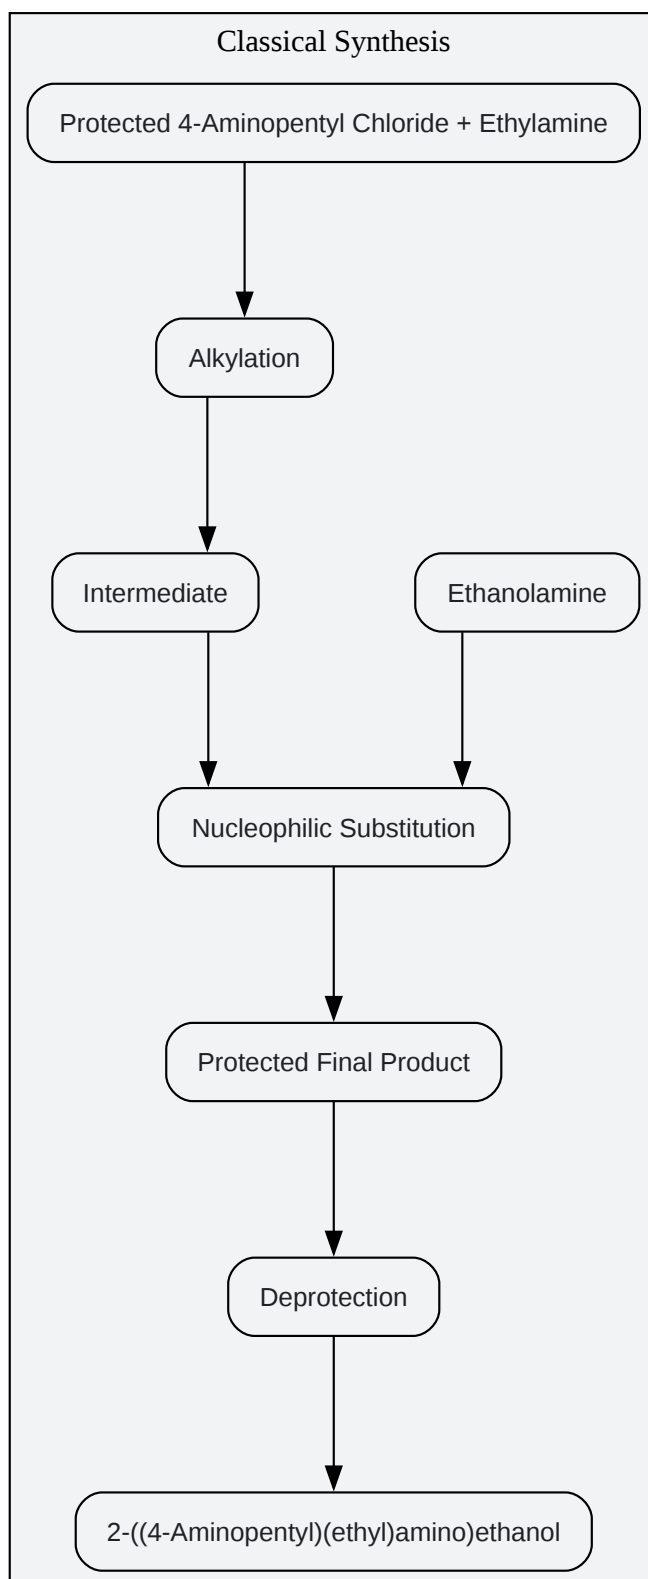 Classical Synthesis
Protected 4-Aminopentyl Chloride + Ethylamine
Alkylation
Intermediate
Ethanolamine
Nucleophilic Substitution
Protected Final Product
Deprotection
2-((4-Aminopentyl)(ethyl)amino)ethanol